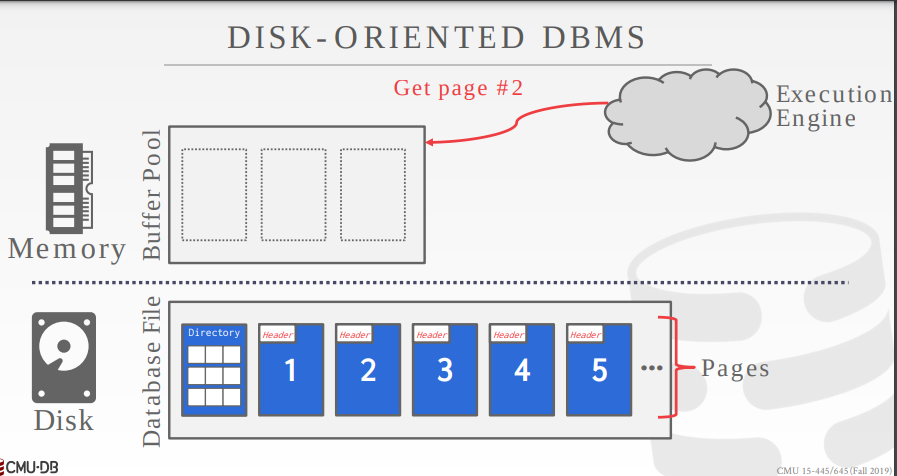 DISK-ORIENTED DBMS
Get page #2
Execution
Engine
Buffer Pool
Memory
Database File
Directory
Header
1
Header
2
Header
3
Header
4
Header
5
•••
Pages
Disk
CMU·DB
CMU 15-445/645 (Fall 2019)